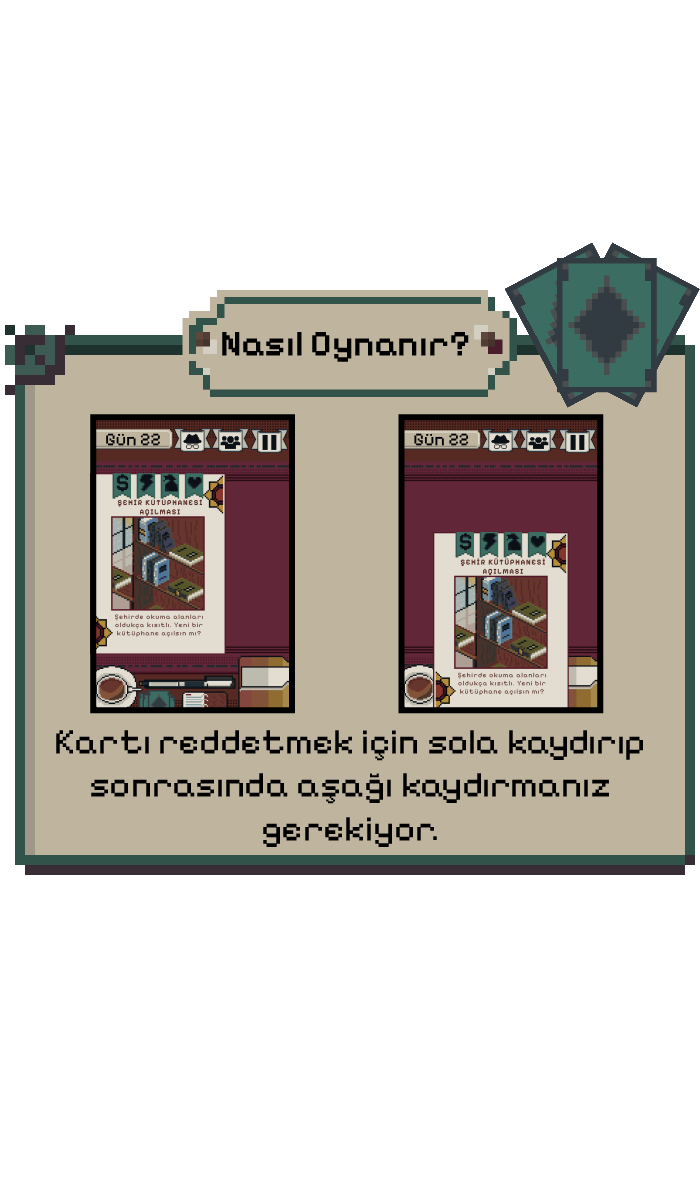 Nasıl Oynanır?
Gün 22
$
ŞEHİR KÜTÜPHANESİ
AÇILMASI
Şehirde okuma alanları
oldukça kısıtlı. Yeni bir
kütüphane açılsın mı?
Gün 22
$
ŞEHİR KÜTÜPHANESİ
AÇILMASI
Şehirde okuma alanları
oldukça kısıtlı. Yeni bir
kütüphane açılsın mı?
Kartı reddetmek için sola kaydırıp
sonrasında aşağı kaydırmanız
gerekiyor.